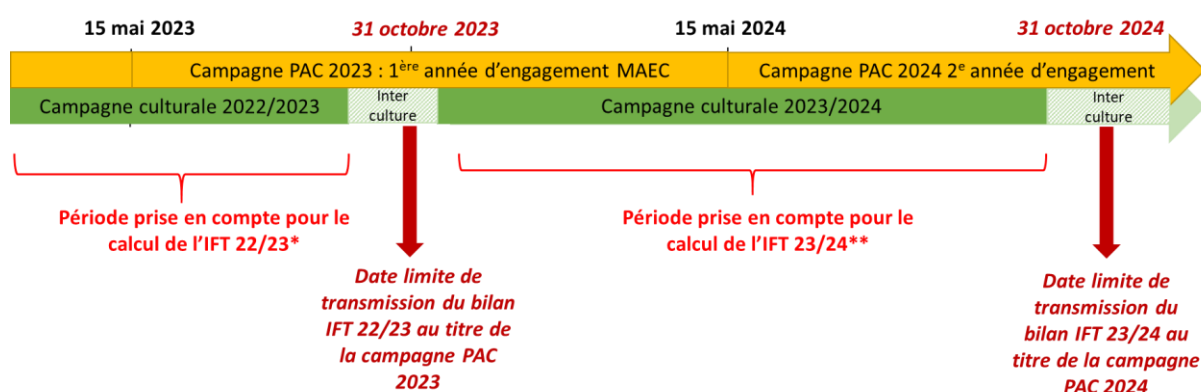 15 mai 2023
31 octobre 2023
15 mai 2024
31 octobre 2024
Campagne PAC 2023 : 1ère année d’engagement MAEC
Campagne PAC 2024 2e année d’engagement
Campagne culturale 2022/2023
Inter
culture
Campagne culturale 2023/2024
Inter
culture
Période prise en compte pour le
calcul de l’IFT 22/23*
Période prise en compte pour le
calcul de l’IFT 23/24**
Date limite de
transmission du bilan
IFT 22/23 au titre de
la campagne PAC
2023
Date limite de
transmission du
bilan IFT 23/24 au
titre de la campagne
PAC 2024